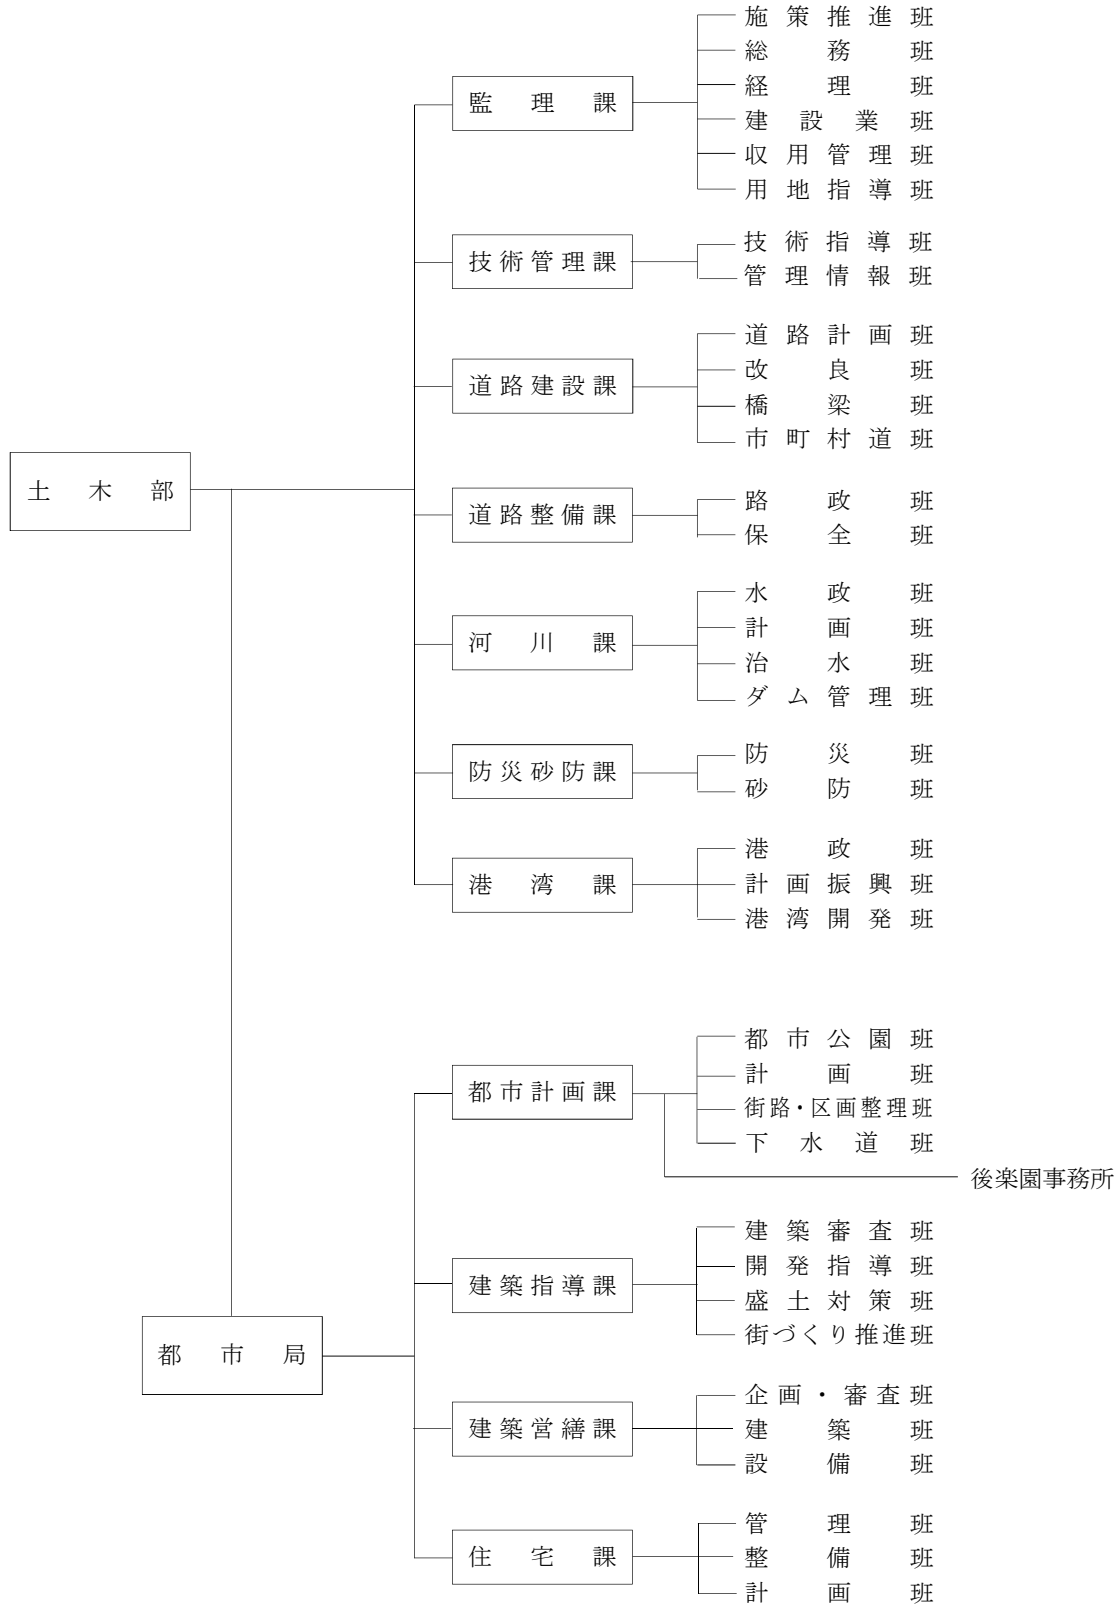 土木部
監理課
施策推進班
総務班
経理班
建設業班
収用管理班
用地指導班
技術管理課
技術指導班
管理情報班
道路建設課
道路計画班
改良班
橋梁班
市町村道班
道路整備課
路政班
保全班
河川課
水政班
計画班
治水班
ダム管理班
防災砂防課
防災班
砂防班
港湾課
港政班
計画振興班
港湾開発班
都市局
都市計画課
都市公園班
計画班
街路・区画整理班
下水道班
後楽園事務所
建築指導課
建築審査班
開発指導班
盛土対策班
街づくり推進班
建築営繕課
企画・審査班
建築班
設備班
住宅課
管理班
整備班
計画班